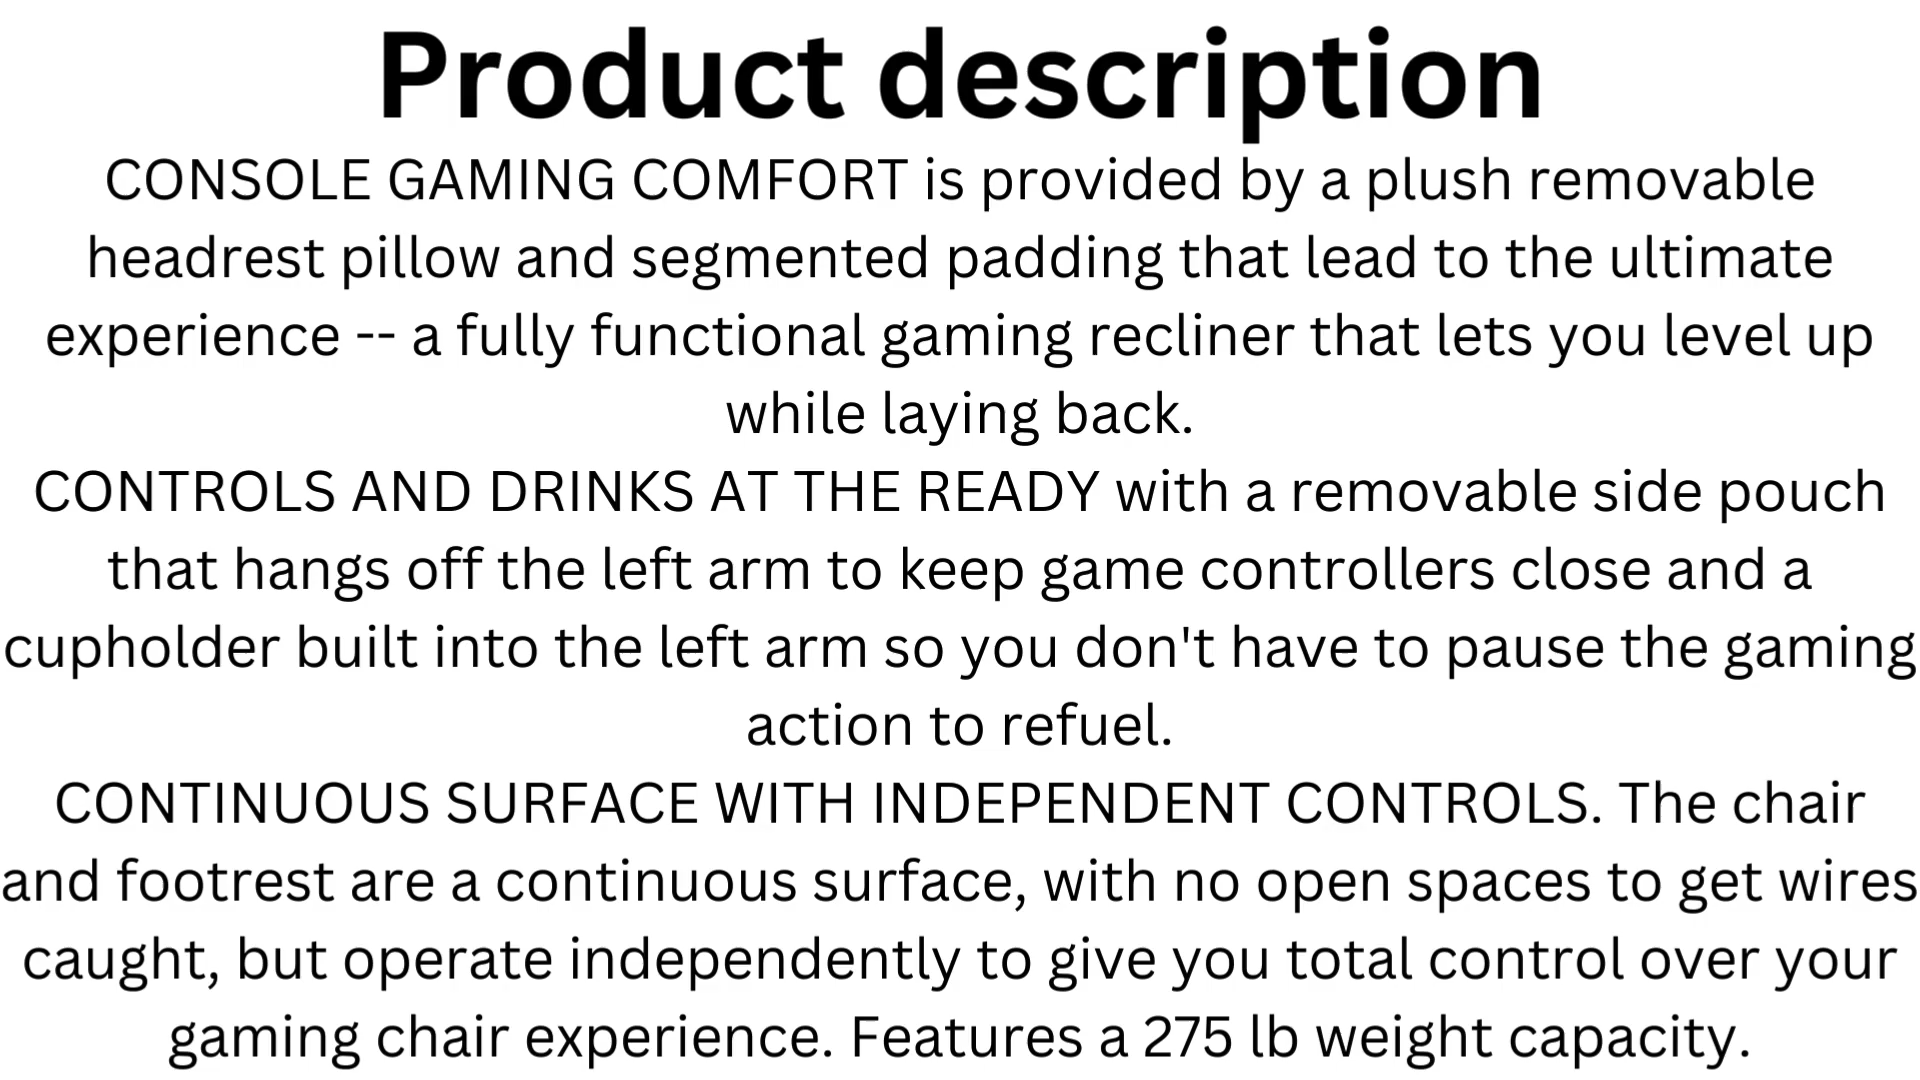 Product description
CONSOLE GAMING COMFORT is provided by a plush removable
headrest pillow and segmented padding that lead to the ultimate
experience -- a fully functional gaming recliner that lets you level up
while laying back.
CONTROLS AND DRINKS AT THE READY with a removable side pouch
that hangs off the left arm to keep game controllers close and a
cupholder built into the left arm so you don't have to pause the gaming
action to refuel.
CONTINUOUS SURFACE WITH INDEPENDENT CONTROLS. The chair
and footrest are a continuous surface, with no open spaces to get wires
caught, but operate independently to give you total control over your
gaming chair experience. Features a 275 lb weight capacity.